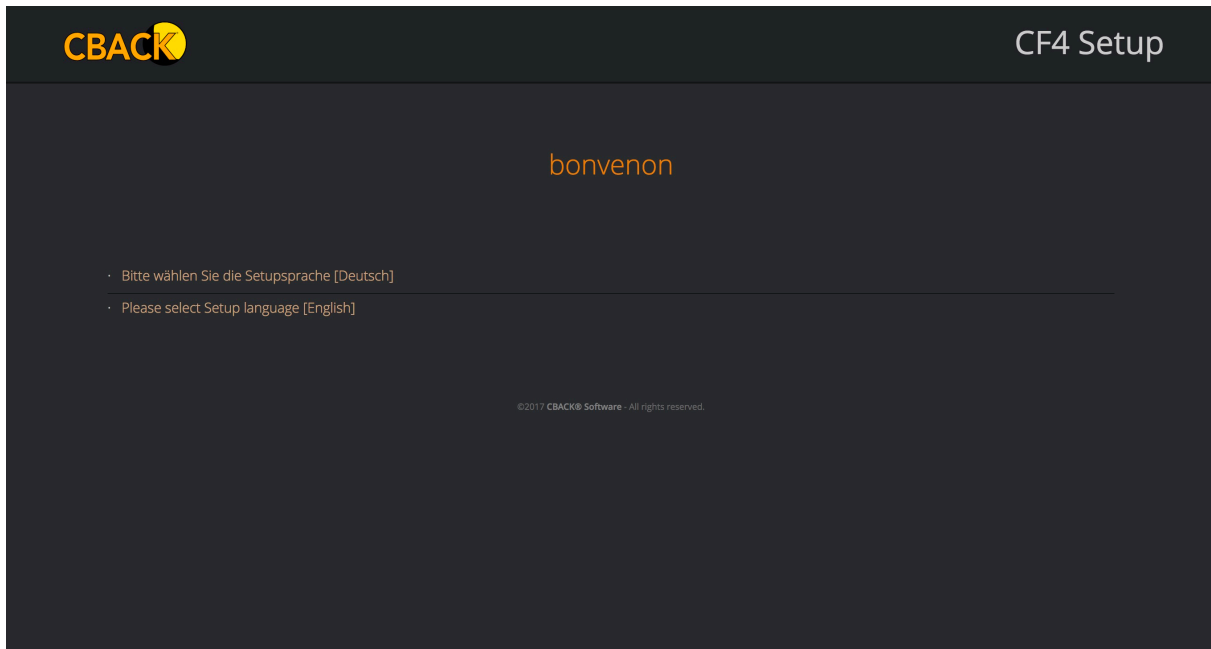 CBACK
CF4 Setup
bonvenon
· Bitte wählen Sie die Setupsprache [Deutsch]
· Please select Setup language [English]
©2017 CBACK® Software - All rights reserved.